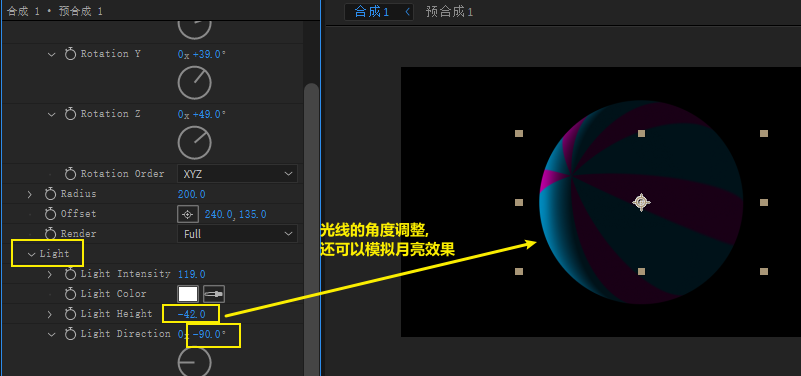 合成 1 • 预合成 1
合成1
预合成1
Rotation Y 0x+39.0°
Rotation Z 0x+49.0°
Rotation Order XYZ
Radius 200.0
Offset 240.0,135.0
Render Full
Light
Light Intensity 119.0
Light Color
Light Height -42.0
Light Direction 0x-90.0°
光线的角度调整,
还可以模拟月亮效果